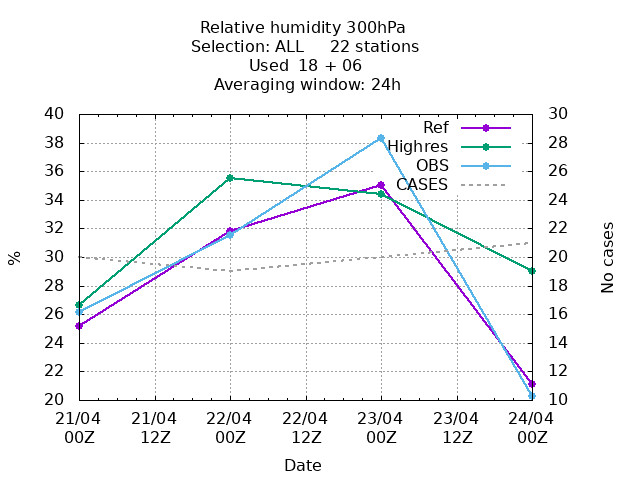 Relative humidity 300hPa
Selection: ALL     22 stations
Used  18 + 06
Averaging window: 24h
40 30
38 28
36 26
34 24
32 22
30 20
28 18
26 16
24 14
22 12
20 10
Ref
Highres
OBS
CASES
%
No cases
21/04 21/04 22/04 22/04 23/04 23/04 24/04
00Z 12Z 00Z 12Z 00Z 12Z 00Z
Date